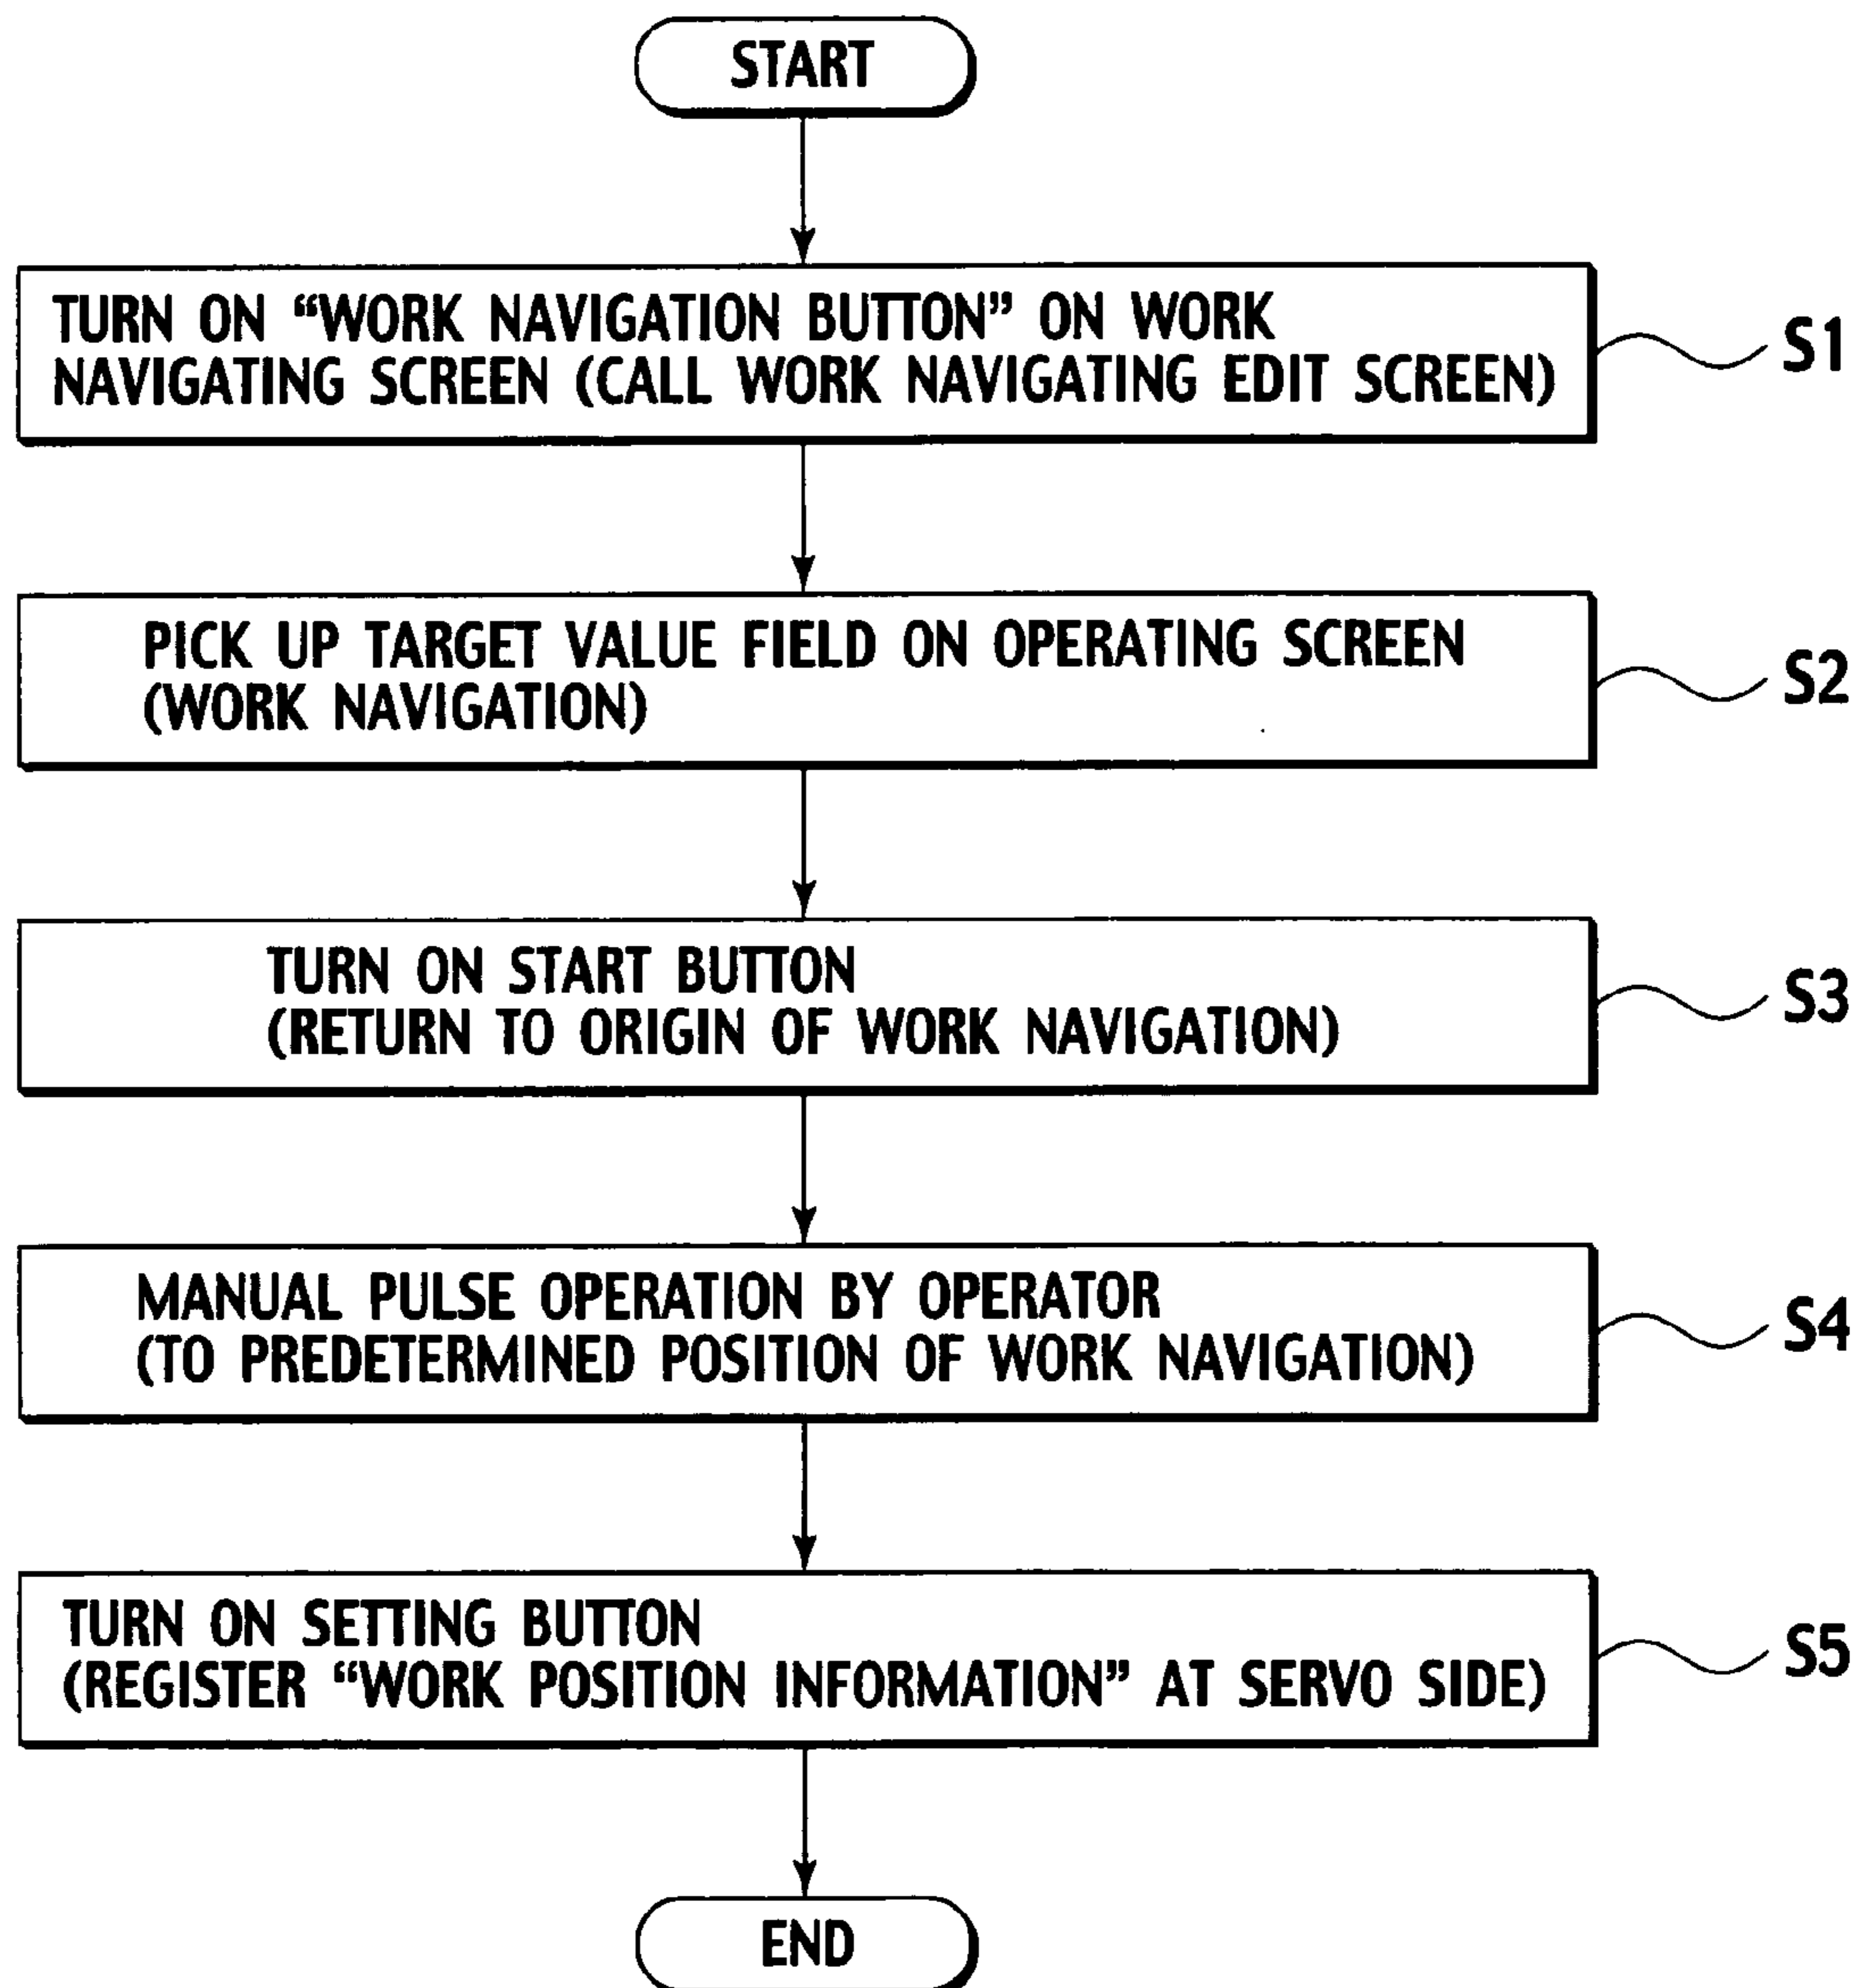 START
TURN ON “WORK NAVIGATION BUTTON” ON WORK
NAVIGATING SCREEN (CALL WORK NAVIGATING EDIT SCREEN)
S1
PICK UP TARGET VALUE FIELD ON OPERATING SCREEN
(WORK NAVIGATION)
S2
TURN ON START BUTTON
(RETURN TO ORIGIN OF WORK NAVIGATION)
S3
MANUAL PULSE OPERATION BY OPERATOR
(TO PREDETERMINED POSITION OF WORK NAVIGATION)
S4
TURN ON SETTING BUTTON
(REGISTER “WORK POSITION INFORMATION” AT SERVO SIDE)
S5
END